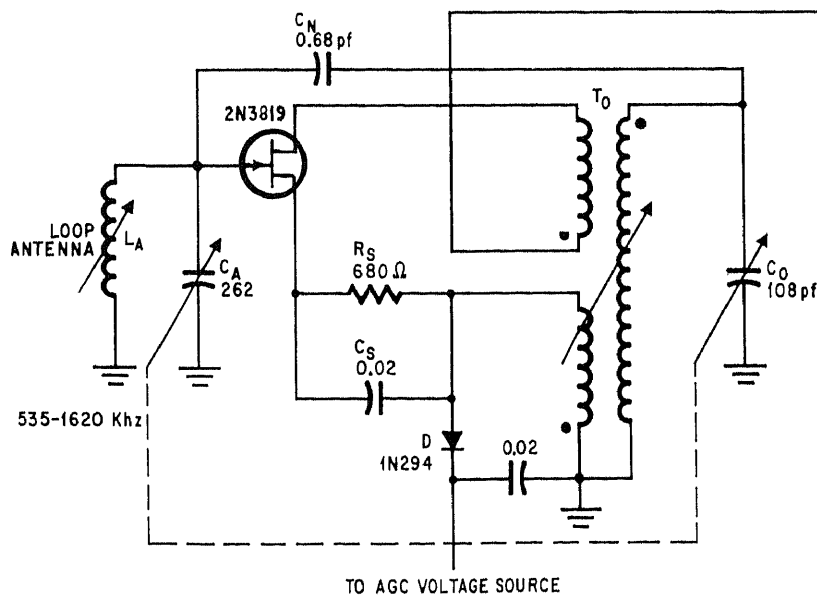 C_N
0.68 pf
2N3819
T_O
LOOP
ANTENNA
L_A
C_A
262
R_S
680 Ω
C_S
0.02
C_O
108 pf
535-1620 Khz
D
1N294
0.02
TO AGC VOLTAGE SOURCE